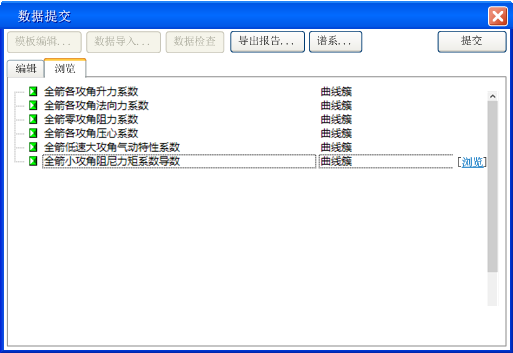 数据提交
模板编辑... 数据导入... 数据检查 导出报告... 谱系... 提交
编辑 浏览
全箭各攻角升力系数 曲线簇
全箭各攻角法向力系数 曲线簇
全箭零攻角阻力系数 曲线簇
全箭各攻角压心系数 曲线簇
全箭低速大攻角气动特性系数 曲线簇
全箭小攻角阻尼力矩系数导数 曲线簇 [浏览]